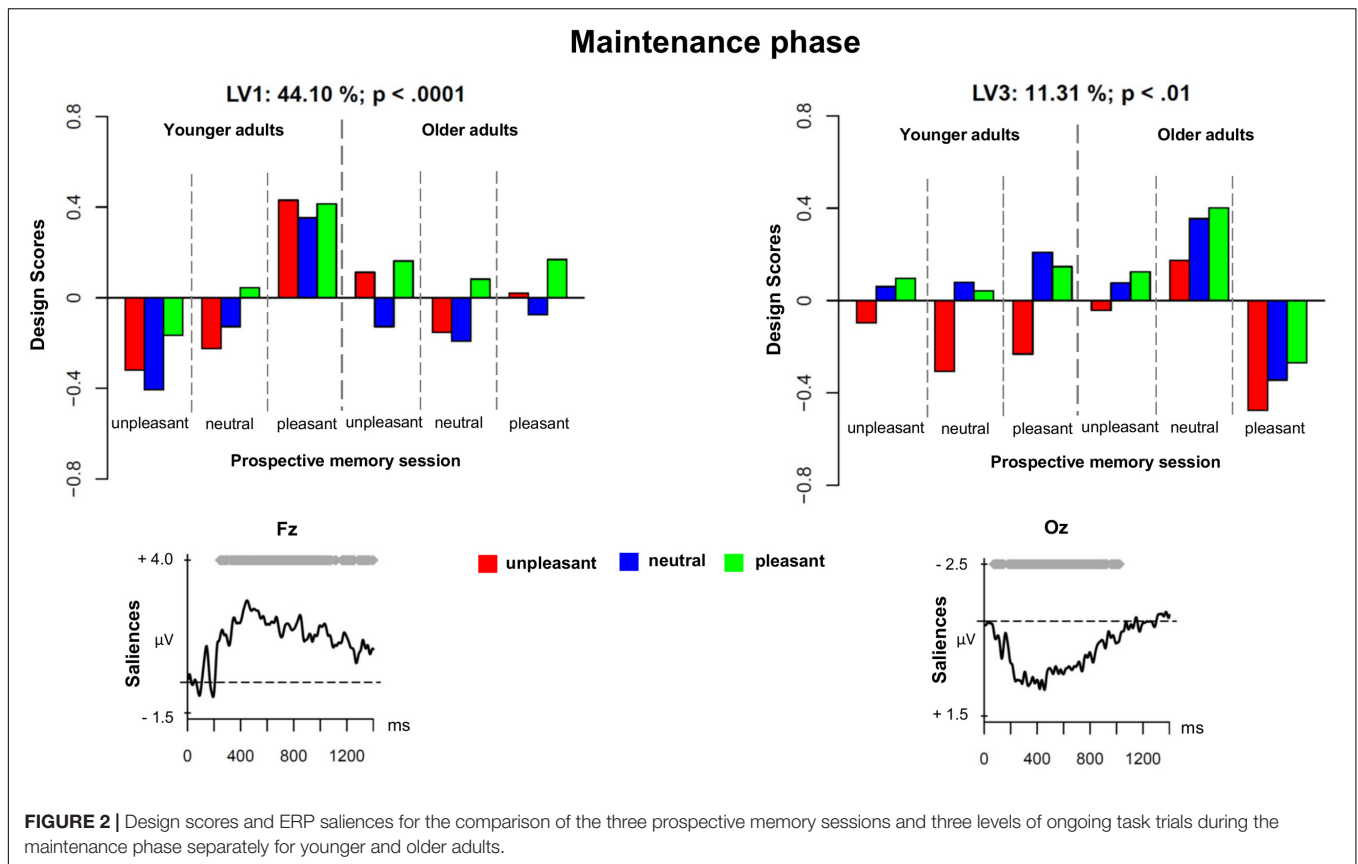 Maintenance phase
LV1: 44.10 %; p < .0001
Younger adults
Older adults
Design Scores
0.8
0.4
0
−0.4
−0.8
unpleasant
neutral
pleasant
unpleasant
neutral
pleasant
Prospective memory session
LV3: 11.31 %; p < .01
Younger adults
Older adults
Design Scores
0.8
0.4
0
−0.4
−0.8
unpleasant
neutral
pleasant
unpleasant
neutral
pleasant
Prospective memory session
Fz
+ 4.0
Saliences
µV
- 1.5
ms
0 400 800 1200
unpleasant neutral pleasant
Oz
- 2.5
Saliences
µV
+ 1.5
ms
0 400 800 1200
FIGURE 2 | Design scores and ERP saliences for the comparison of the three prospective memory sessions and three levels of ongoing task trials during the
maintenance phase separately for younger and older adults.